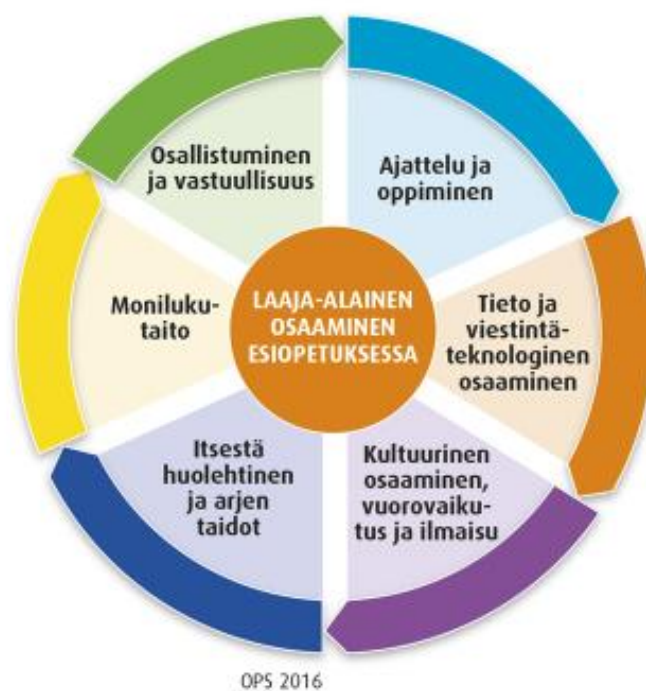 Osallistuminen
ja vastuullisuus
Ajattelu ja
oppiminen
Moniluku-
taito
LAAJA-ALAINEN
OSAAMINEN
ESIOPETUKSESSA
Tieto ja
viestintä-
teknologinen
osaaminen
Itsestä
huolehtinen
ja arjen
taidot
Kultuurinen
osaaminen,
vuorovaiku-
tus ja ilmaisu
OPS 2016